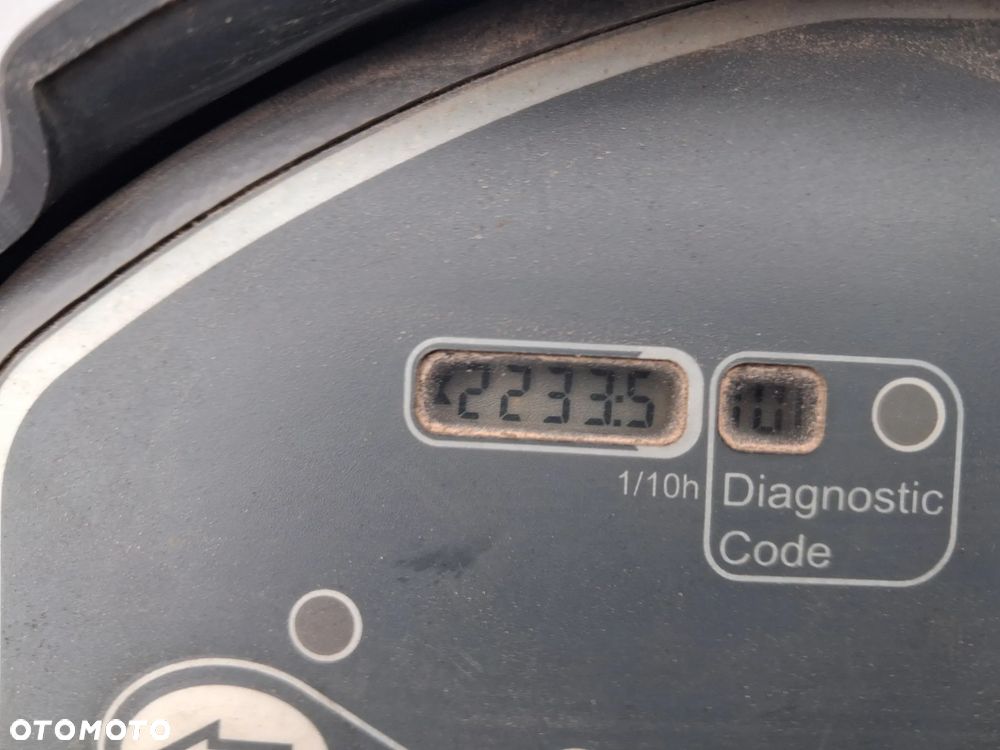 2233.5
1/10h
Diagnostic
Code
OTOMOTO